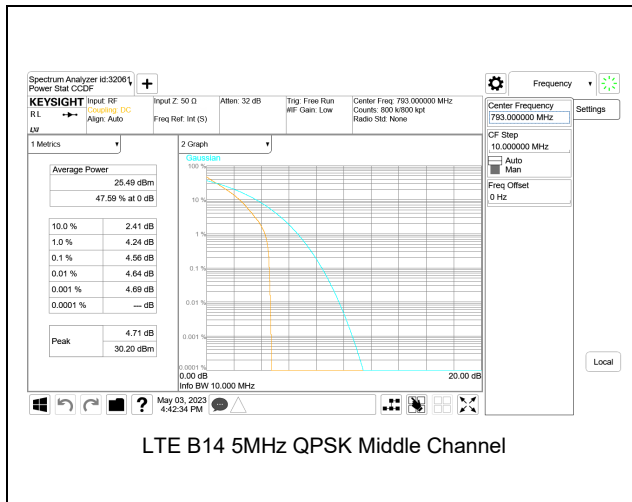 Spectrum Analyzer id:32061
Power Stat CCDF
+
Frequency
KEYSIGHT
R L
LXI
Input: RF
Coupling: DC
Align: Auto
Input Z: 50 Ω
Freq Ref: Int (S)
Atten: 32 dB
Trig: Free Run
#IF Gain: Low
Center Freq: 793.000000 MHz
Counts: 800 k/800 kpt
Radio Std: None
Center Frequency
793.000000 MHz
Settings
CF Step
10.000000 MHz
Auto
Man
Freq Offset
0 Hz
Local
1 Metrics
Average Power
25.49 dBm
47.59 % at 0 dB
10.0 % 2.41 dB
1.0 % 4.24 dB
0.1 % 4.56 dB
0.01 % 4.64 dB
0.001 % 4.69 dB
0.0001 % --- dB
Peak
4.71 dB
30.20 dBm
2 Graph
Gaussian
100 %
10 %
1 %
0.1 %
0.01 %
0.001 %
0.0001 %
0.00 dB
20.00 dB
Info BW 10.000 MHz
?
May 03, 2023
4:42:34 PM
LTE B14 5MHz QPSK Middle Channel